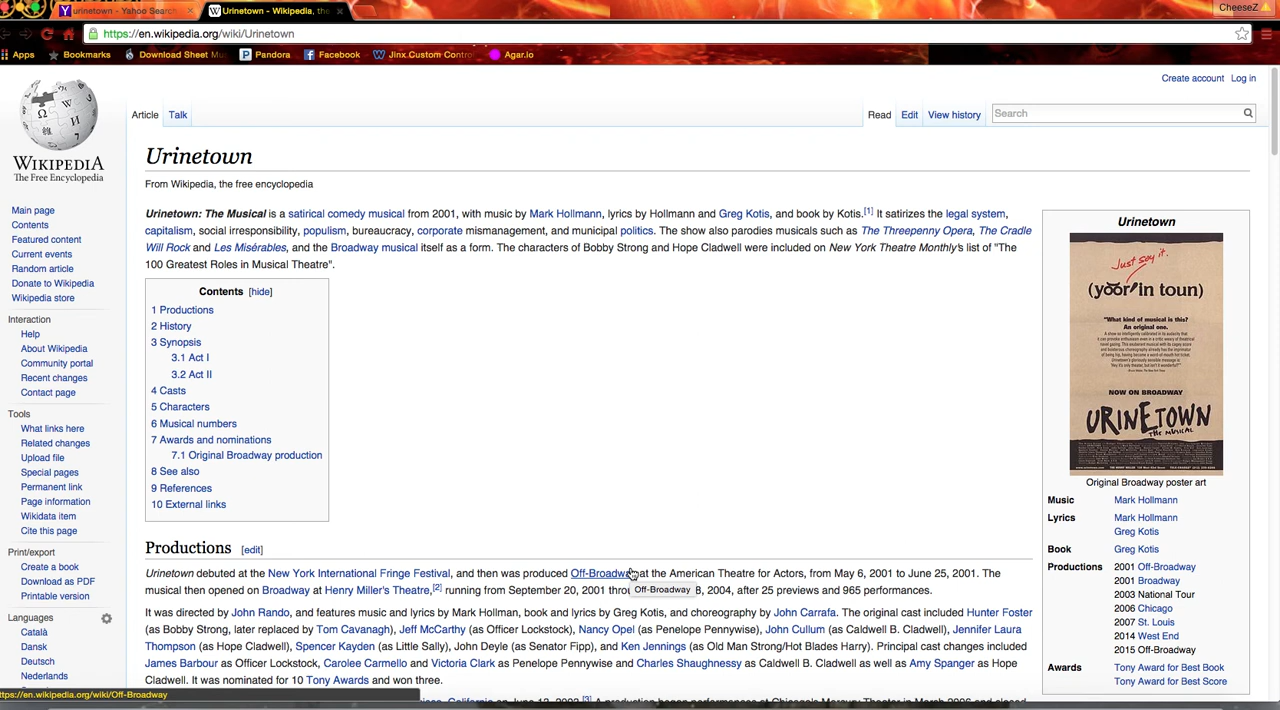 urinetown - Yahoo Search
Urinetown - Wikipedia, the
CheeseZ
https://en.wikipedia.org/wiki/Urinetown
Apps
Bookmarks
Download Sheet Mu
Pandora
Facebook
Jinx Custom Contro
Agar.io
Create account Log in
Article Talk
Read Edit View history Search
WIKIPEDIA
The Free Encyclopedia
Main page
Contents
Featured content
Current events
Random article
Donate to Wikipedia
Wikipedia store
Interaction
Help
About Wikipedia
Community portal
Recent changes
Contact page
Tools
What links here
Related changes
Upload file
Special pages
Permanent link
Page information
Wikidata item
Cite this page
Print/export
Create a book
Download as PDF
Printable version
Languages
Català
Dansk
Deutsch
Nederlands
Urinetown
From Wikipedia, the free encyclopedia
Urinetown: The Musical is a satirical comedy musical from 2001, with music by Mark Hollmann, lyrics by Hollmann and Greg Kotis, and book by Kotis.[1] It satirizes the legal system,
capitalism, social irresponsibility, populism, bureaucracy, corporate mismanagement, and municipal politics. The show also parodies musicals such as The Threepenny Opera, The Cradle
Will Rock and Les Misérables, and the Broadway musical itself as a form. The characters of Bobby Strong and Hope Cladwell were included on New York Theatre Monthly's list of "The
100 Greatest Roles in Musical Theatre".
Contents [hide]
1 Productions
2 History
3 Synopsis
3.1 Act I
3.2 Act II
4 Casts
5 Characters
6 Musical numbers
7 Awards and nominations
7.1 Original Broadway production
8 See also
9 References
10 External links
Productions [edit]
Urinetown debuted at the New York International Fringe Festival, and then was produced Off-Broadway at the American Theatre for Actors, from May 6, 2001 to June 25, 2001. The
musical then opened on Broadway at Henry Miller's Theatre,[2] running from September 20, 2001 thro 8, 2004, after 25 previews and 965 performances.
Off-Broadway
It was directed by John Rando, and features music and lyrics by Mark Hollman, book and lyrics by Greg Kotis, and choreography by John Carrafa. The original cast included Hunter Foster
(as Bobby Strong, later replaced by Tom Cavanagh), Jeff McCarthy (as Officer Lockstock), Nancy Opel (as Penelope Pennywise), John Cullum (as Caldwell B. Cladwell), Jennifer Laura
Thompson (as Hope Cladwell), Spencer Kayden (as Little Sally), John Deyle (as Senator Fipp), and Ken Jennings (as Old Man Strong/Hot Blades Harry). Principal cast changes included
James Barbour as Officer Lockstock, Carolee Carmello and Victoria Clark as Penelope Pennywise and Charles Shaughnessy as Caldwell B. Cladwell as well as Amy Spanger as Hope
Cladwell. It was nominated for 10 Tony Awards and won three.
ttps://en.wikipedia.org/wiki/Off-Broadway
Urinetown
Just say it.
(yoor'in toun)
"What kind of musical is this?
An original one.
NOW ON BROADWAY
URINETOWN
THE MUSICAL
Original Broadway poster art
Music Mark Hollmann
Lyrics Mark Hollmann
Greg Kotis
Book Greg Kotis
Productions 2001 Off-Broadway
2001 Broadway
2003 National Tour
2006 Chicago
2007 St. Louis
2014 West End
2015 Off-Broadway
Awards Tony Award for Best Book
Tony Award for Best Score